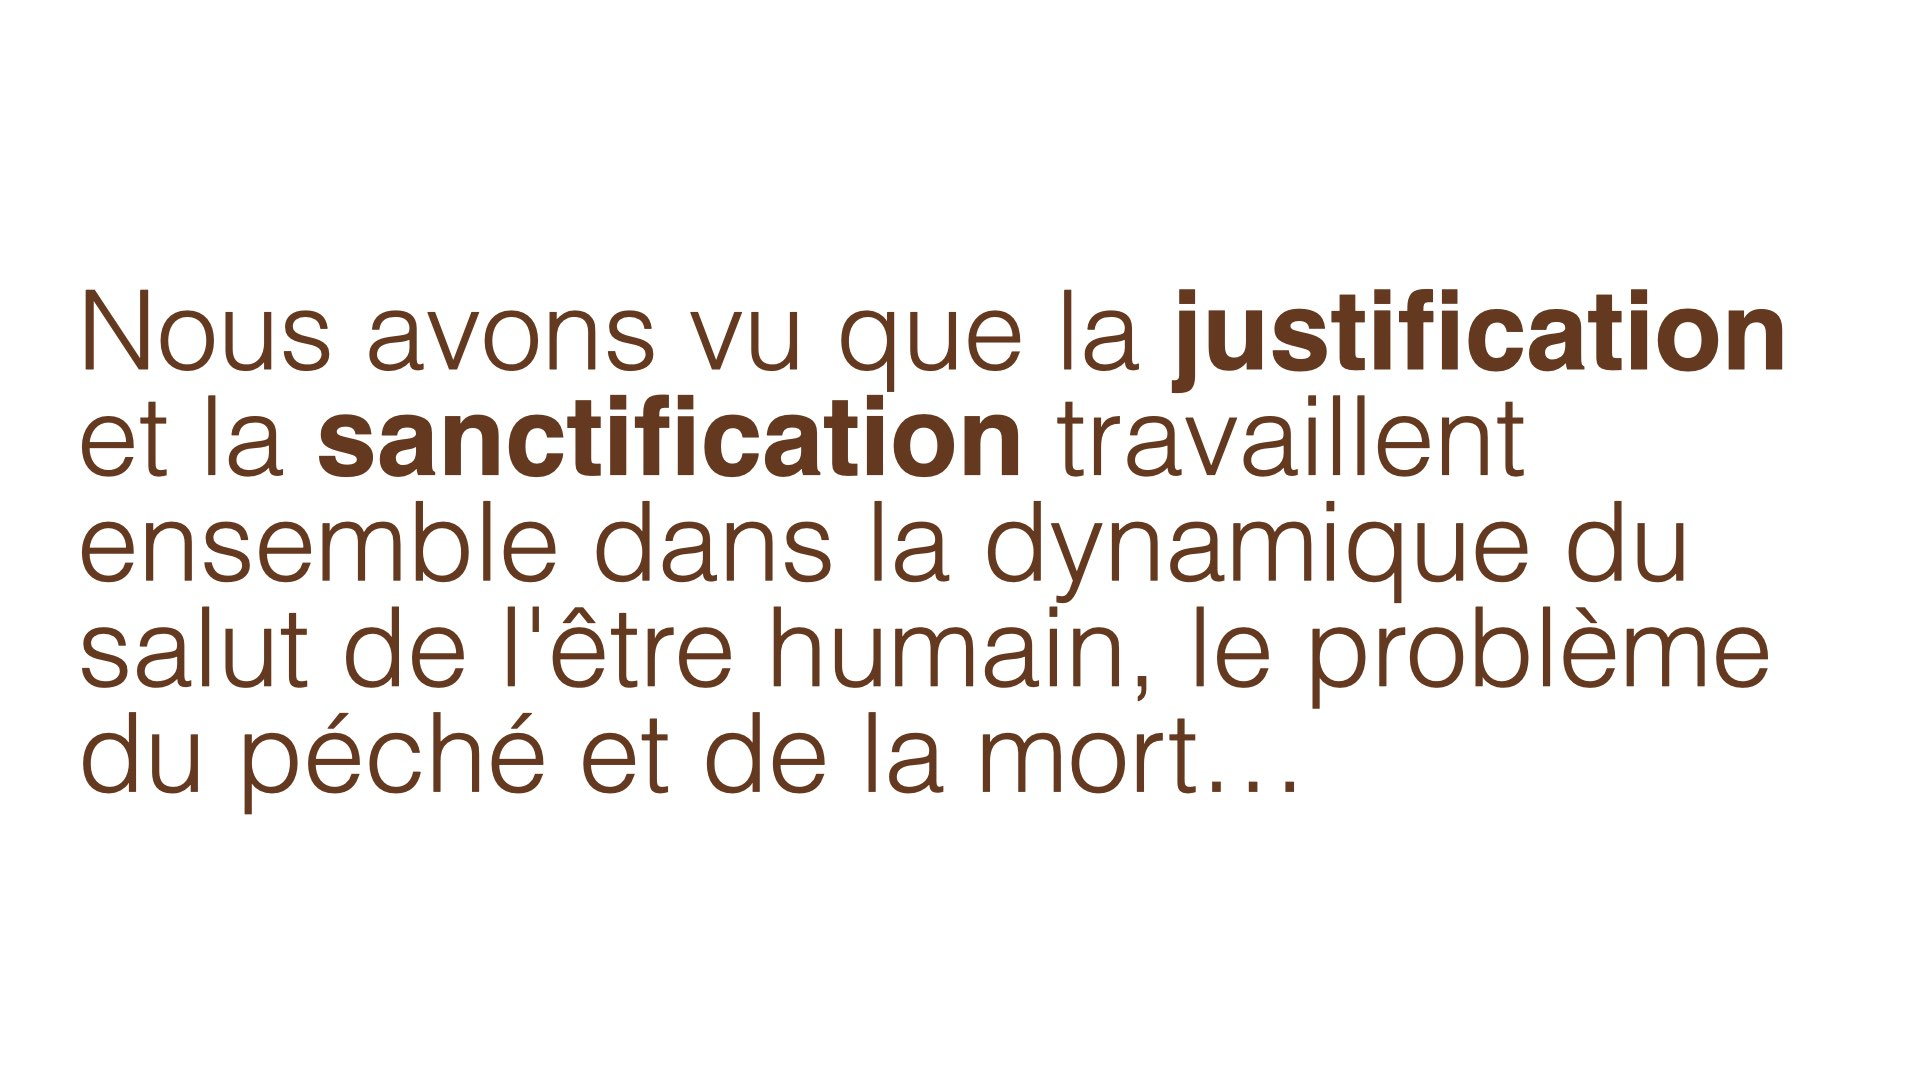 Nous avons vu que la justification
et la sanctification travaillent
ensemble dans la dynamique du
salut de l'être humain, le problème
du péché et de la mort…